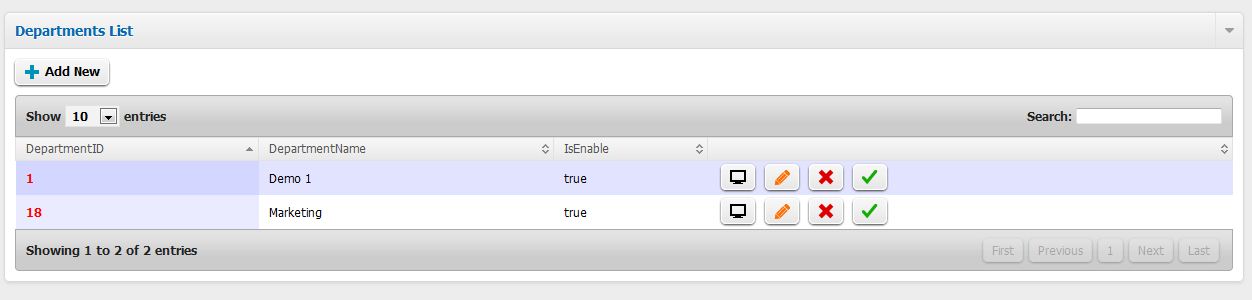 Departments List
Add New
Show 10 entries Search:
DepartmentID DepartmentName IsEnable
1 Demo 1 true
18 Marketing true
Showing 1 to 2 of 2 entries First Previous 1 Next Last